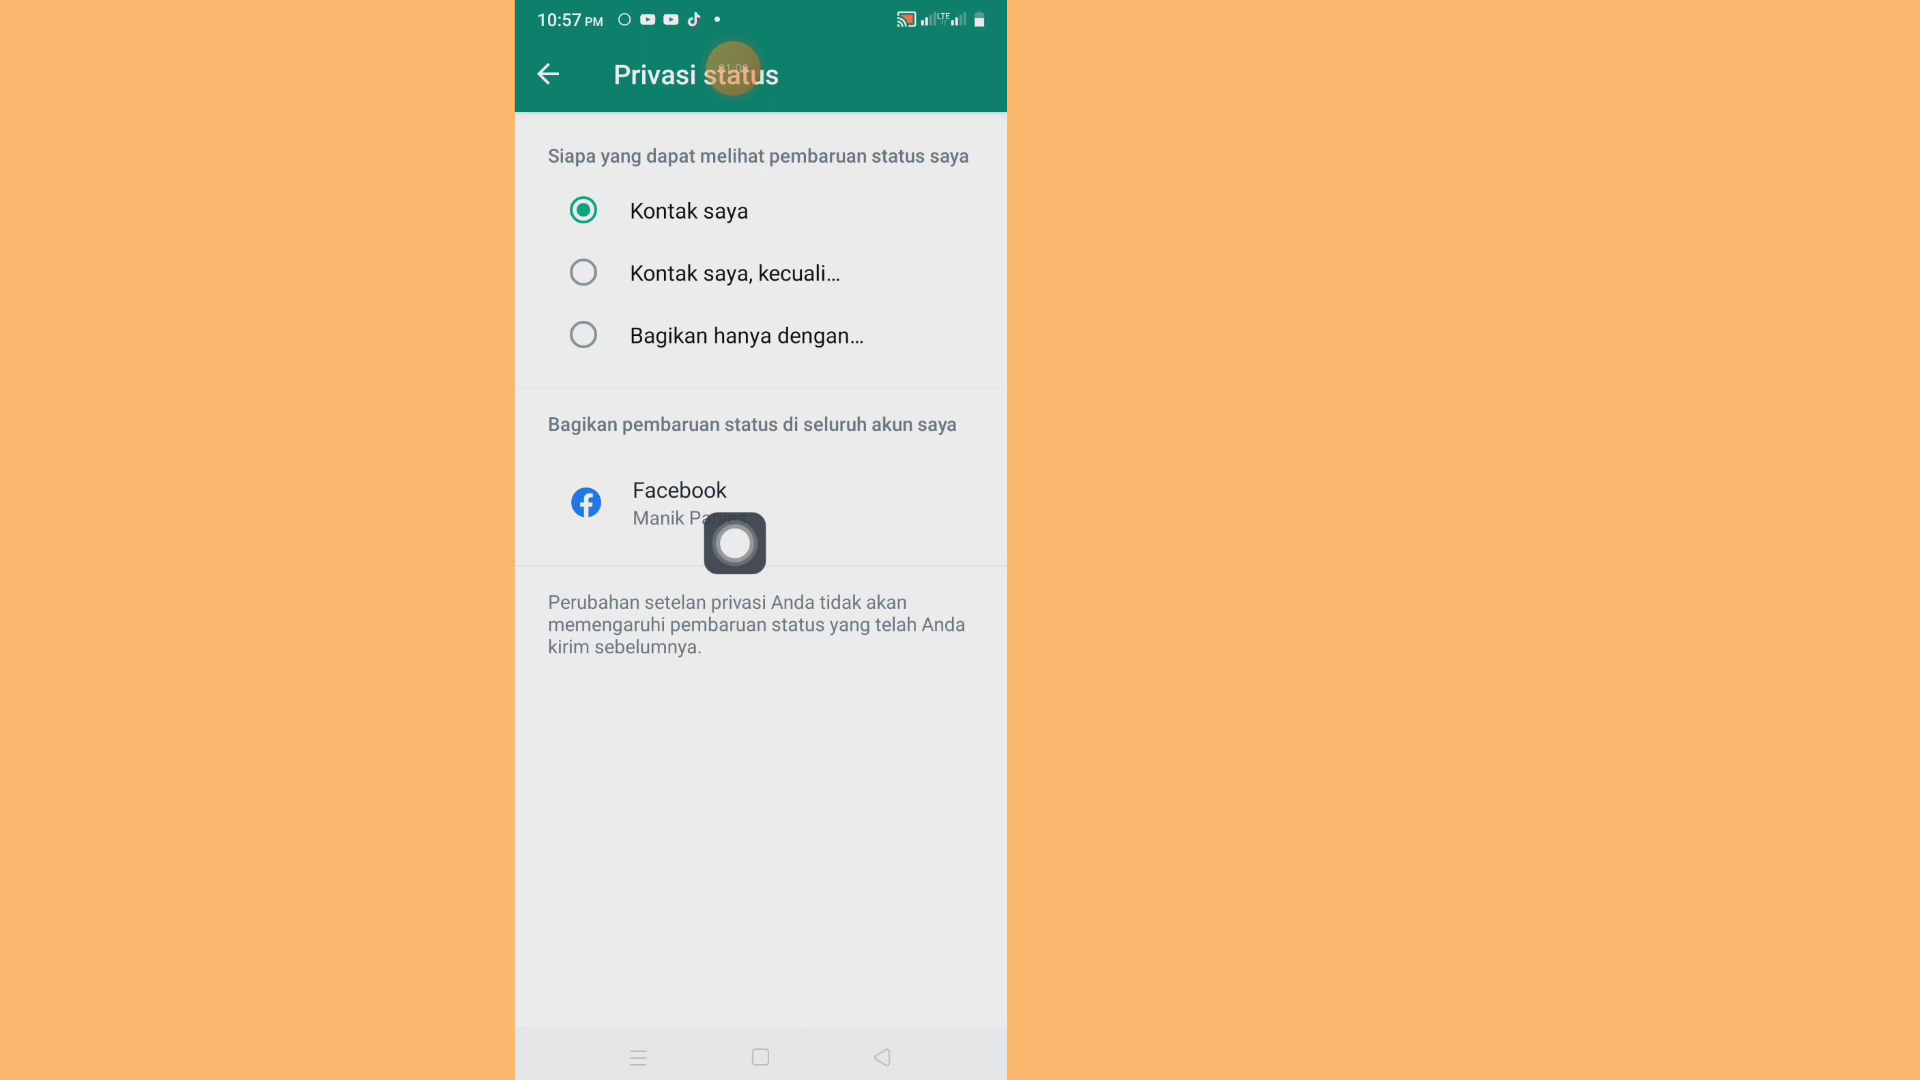 10:57 PM
LTE
Privasi status
Siapa yang dapat melihat pembaruan status saya
Kontak saya
Kontak saya, kecuali...
Bagikan hanya dengan...
Bagikan pembaruan status di seluruh akun saya
Facebook
Manik
Perubahan setelan privasi Anda tidak akan
memengaruhi pembaruan status yang telah Anda
kirim sebelumnya.